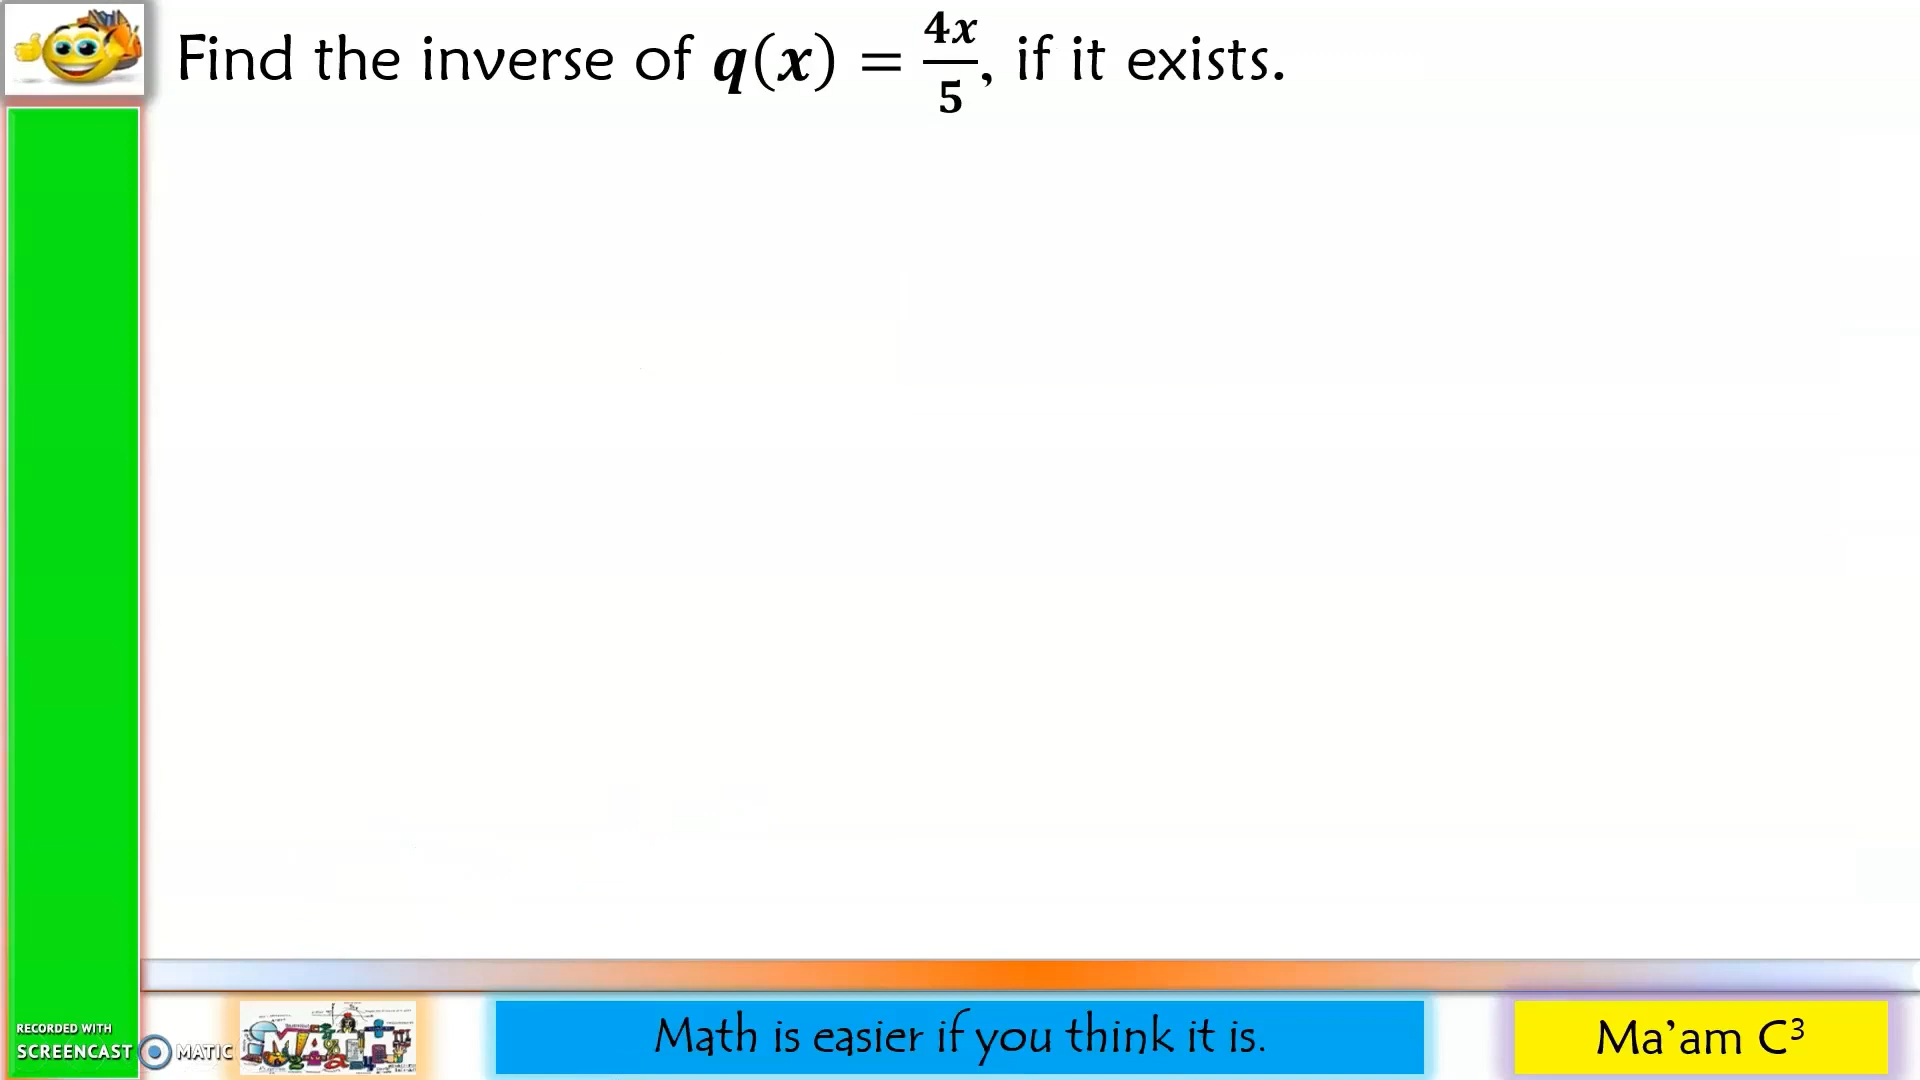 Find the inverse of q(x) = 4x/5, if it exists.
RECORDED WITH
SCREENCAST MATIC
MATH
Math is easier if you think it is.
Ma’am C³